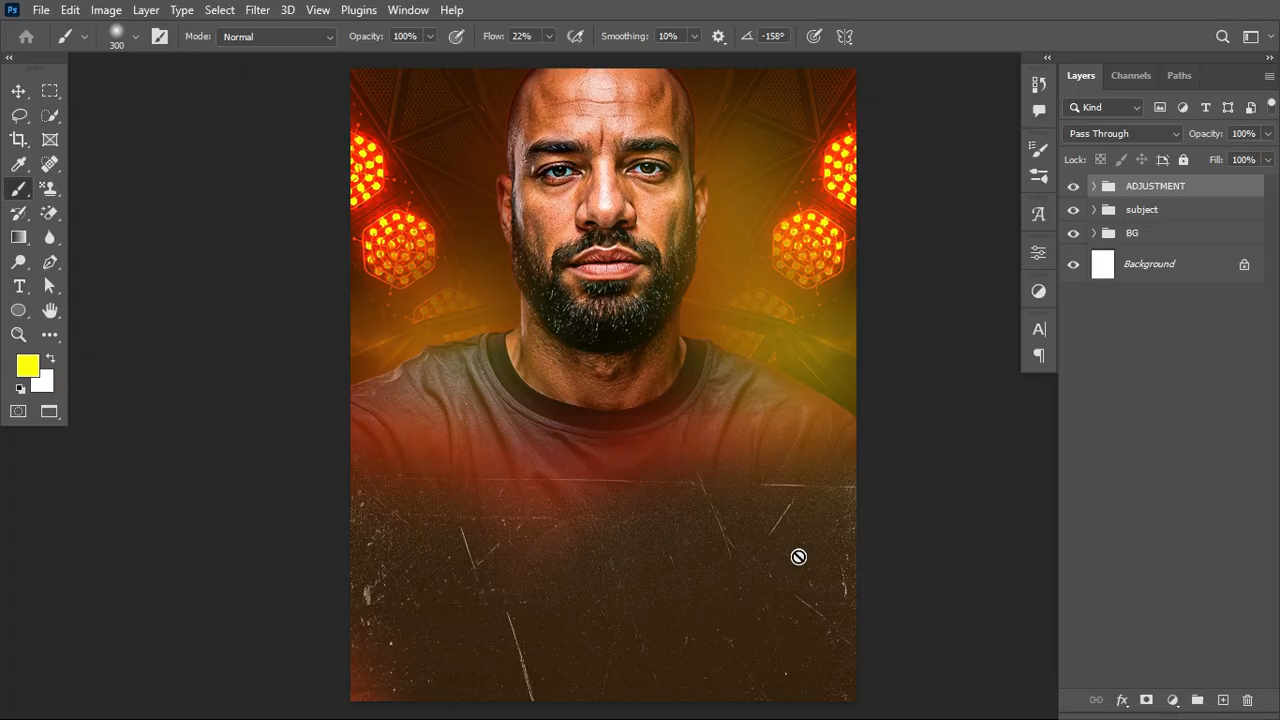 Ps File Edit Image Layer Type Select Filter 3D View Plugins Window Help
300 Mode: Normal Opacity: 100% Flow: 22% Smoothing: 10% -158°
Layers Channels Paths
Kind
Pass Through Opacity: 100%
Lock: Fill: 100%
ADJUSTMENT
subject
BG
Background